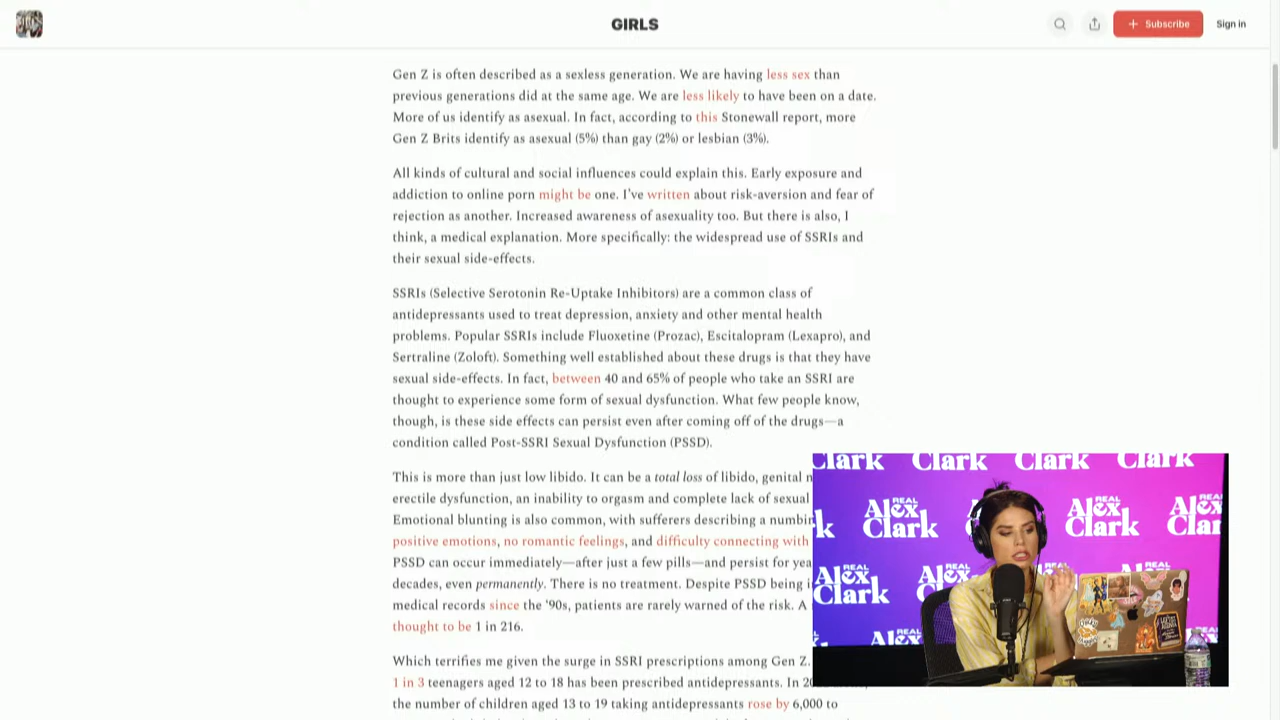 GIRLS
Subscribe
Sign in
Gen Z is often described as a sexless generation. We are having less sex than
previous generations did at the same age. We are less likely to have been on a date.
More of us identify as asexual. In fact, according to this Stonewall report, more
Gen Z Brits identify as asexual (5%) than gay (2%) or lesbian (3%).
All kinds of cultural and social influences could explain this. Early exposure and
addiction to online porn might be one. I've written about risk-aversion and fear of
rejection as another. Increased awareness of asexuality too. But there is also, I
think, a medical explanation. More specifically: the widespread use of SSRIs and
their sexual side-effects.
SSRIs (Selective Serotonin Re-Uptake Inhibitors) are a common class of
antidepressants used to treat depression, anxiety and other mental health
problems. Popular SSRIs include Fluoxetine (Prozac), Escitalopram (Lexapro), and
Sertraline (Zoloft). Something well established about these drugs is that they have
sexual side-effects. In fact, between 40 and 65% of people who take an SSRI are
thought to experience some form of sexual dysfunction. What few people know,
though, is these side effects can persist even after coming off of the drugs—a
condition called Post-SSRI Sexual Dysfunction (PSSD).
This is more than just low libido. It can be a total loss of libido, genital n
erectile dysfunction, an inability to orgasm and complete lack of sexual
Emotional blunting is also common, with sufferers describing a numbin
positive emotions, no romantic feelings, and difficulty connecting with
PSSD can occur immediately—after just a few pills—and persist for yea
decades, even permanently. There is no treatment. Despite PSSD being i
medical records since the '90s, patients are rarely warned of the risk. A
thought to be 1 in 216.
Which terrifies me given the surge in SSRI prescriptions among Gen Z.
1 in 3 teenagers aged 12 to 18 has been prescribed antidepressants. In 20
the number of children aged 13 to 19 taking antidepressants rose by 6,000 to
Clark Clark Clark Clark
REAL Alex Clark
REAL Alex Clark
REAL Alex Clar
k
Alex Clark
REAL Alex
REAL Alex